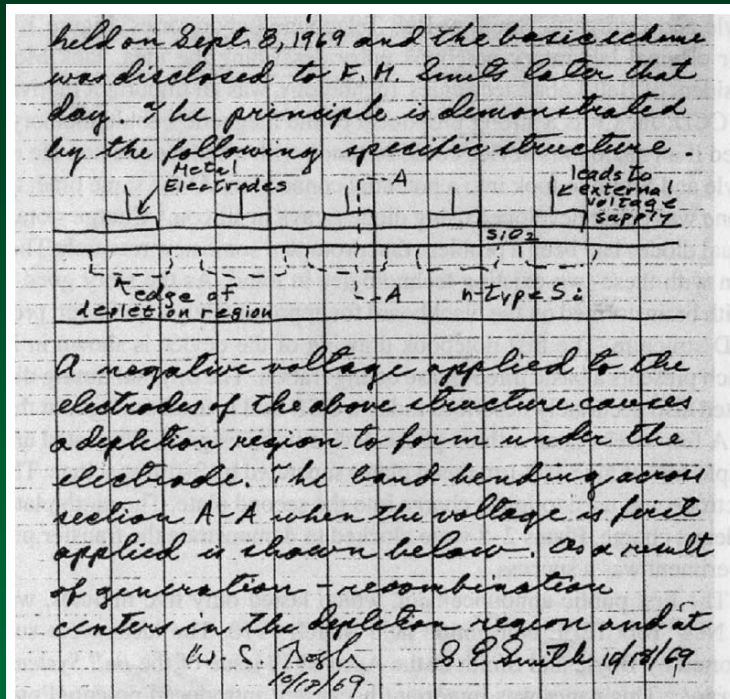 held on Sept. 8, 1969 and the basic scheme
was disclosed to F. M. Smits later that
day. The principle is demonstrated
by the following specific structure.
Metal
Electrodes
A
leads to
external
voltage
supply
SiO2
edge of
depletion region
A
n-type Si
A negative voltage applied to the
electrodes of the above structure causes
a depletion region to form under the
electrode. The band bending across
section A-A when the voltage is first
applied is shown below. As a result
of generation - recombination
centers in the depletion region and at
W. S. 
10/18/69
G. E. Smith 10/18/69